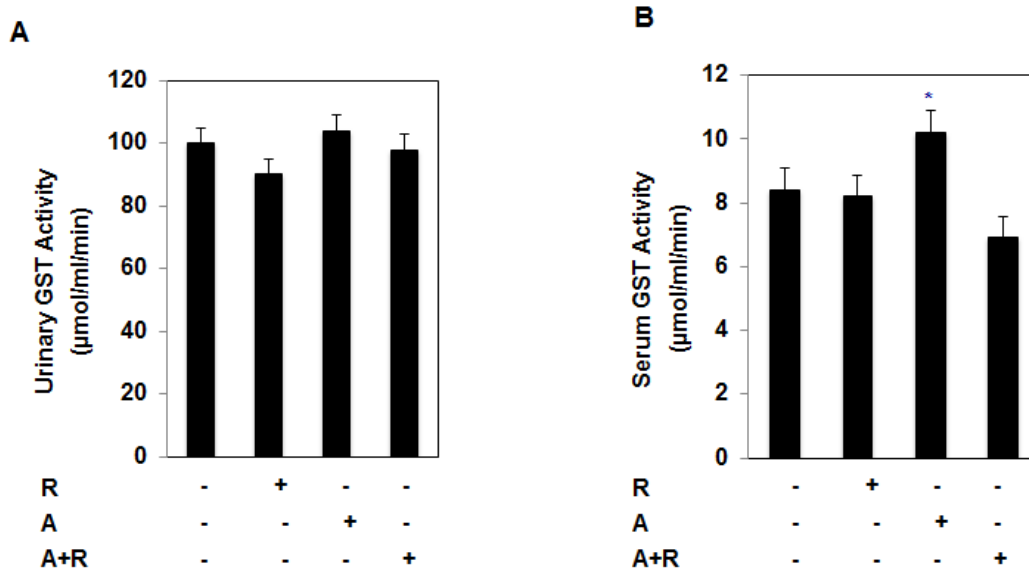 A
Urinary GST Activity
(μmol/ml/min)
120
100
80
60
40
20
0
R - + - -
A - - + -
A+R - - - +
B
Serum GST Activity
(μmol/ml/min)
12
10
8
6
4
2
0
*
R - + - -
A - - + -
A+R - - - +